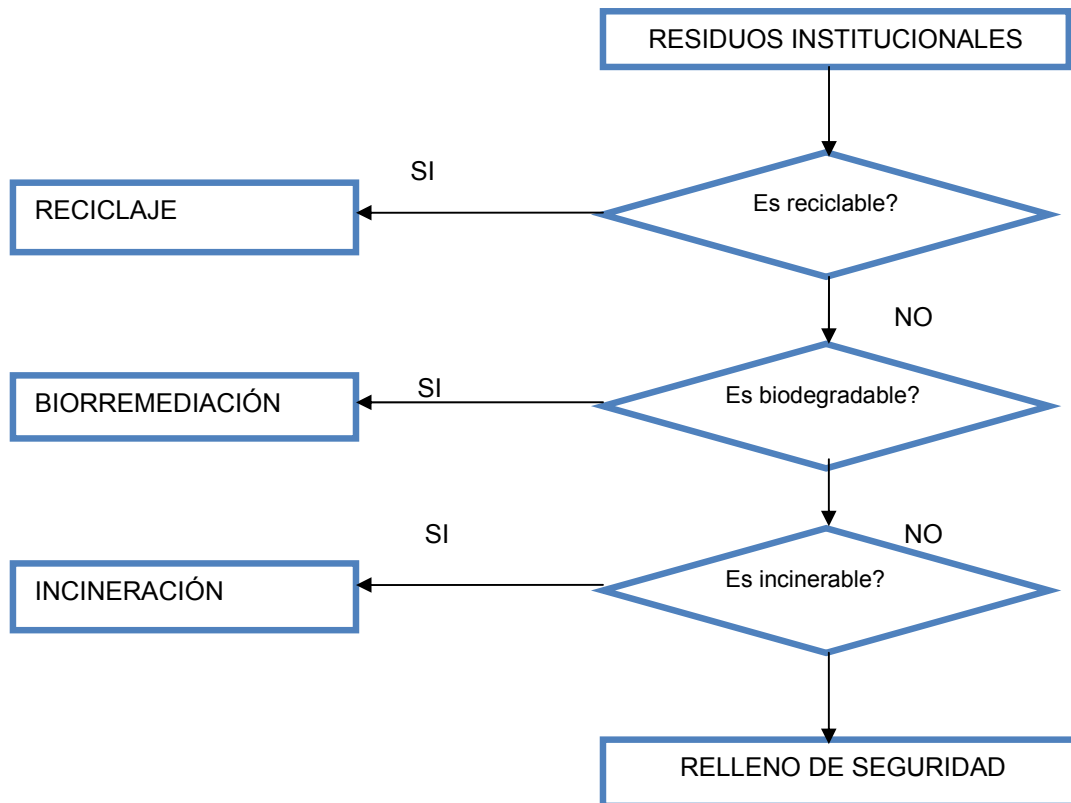 RESIDUOS INSTITUCIONALES
SI
RECICLAJE
Es reciclable?
NO
SI
BIORREMEDIACIÓN
Es biodegradable?
SI
NO
INCINERACIÓN
Es incinerable?
RELLENO DE SEGURIDAD